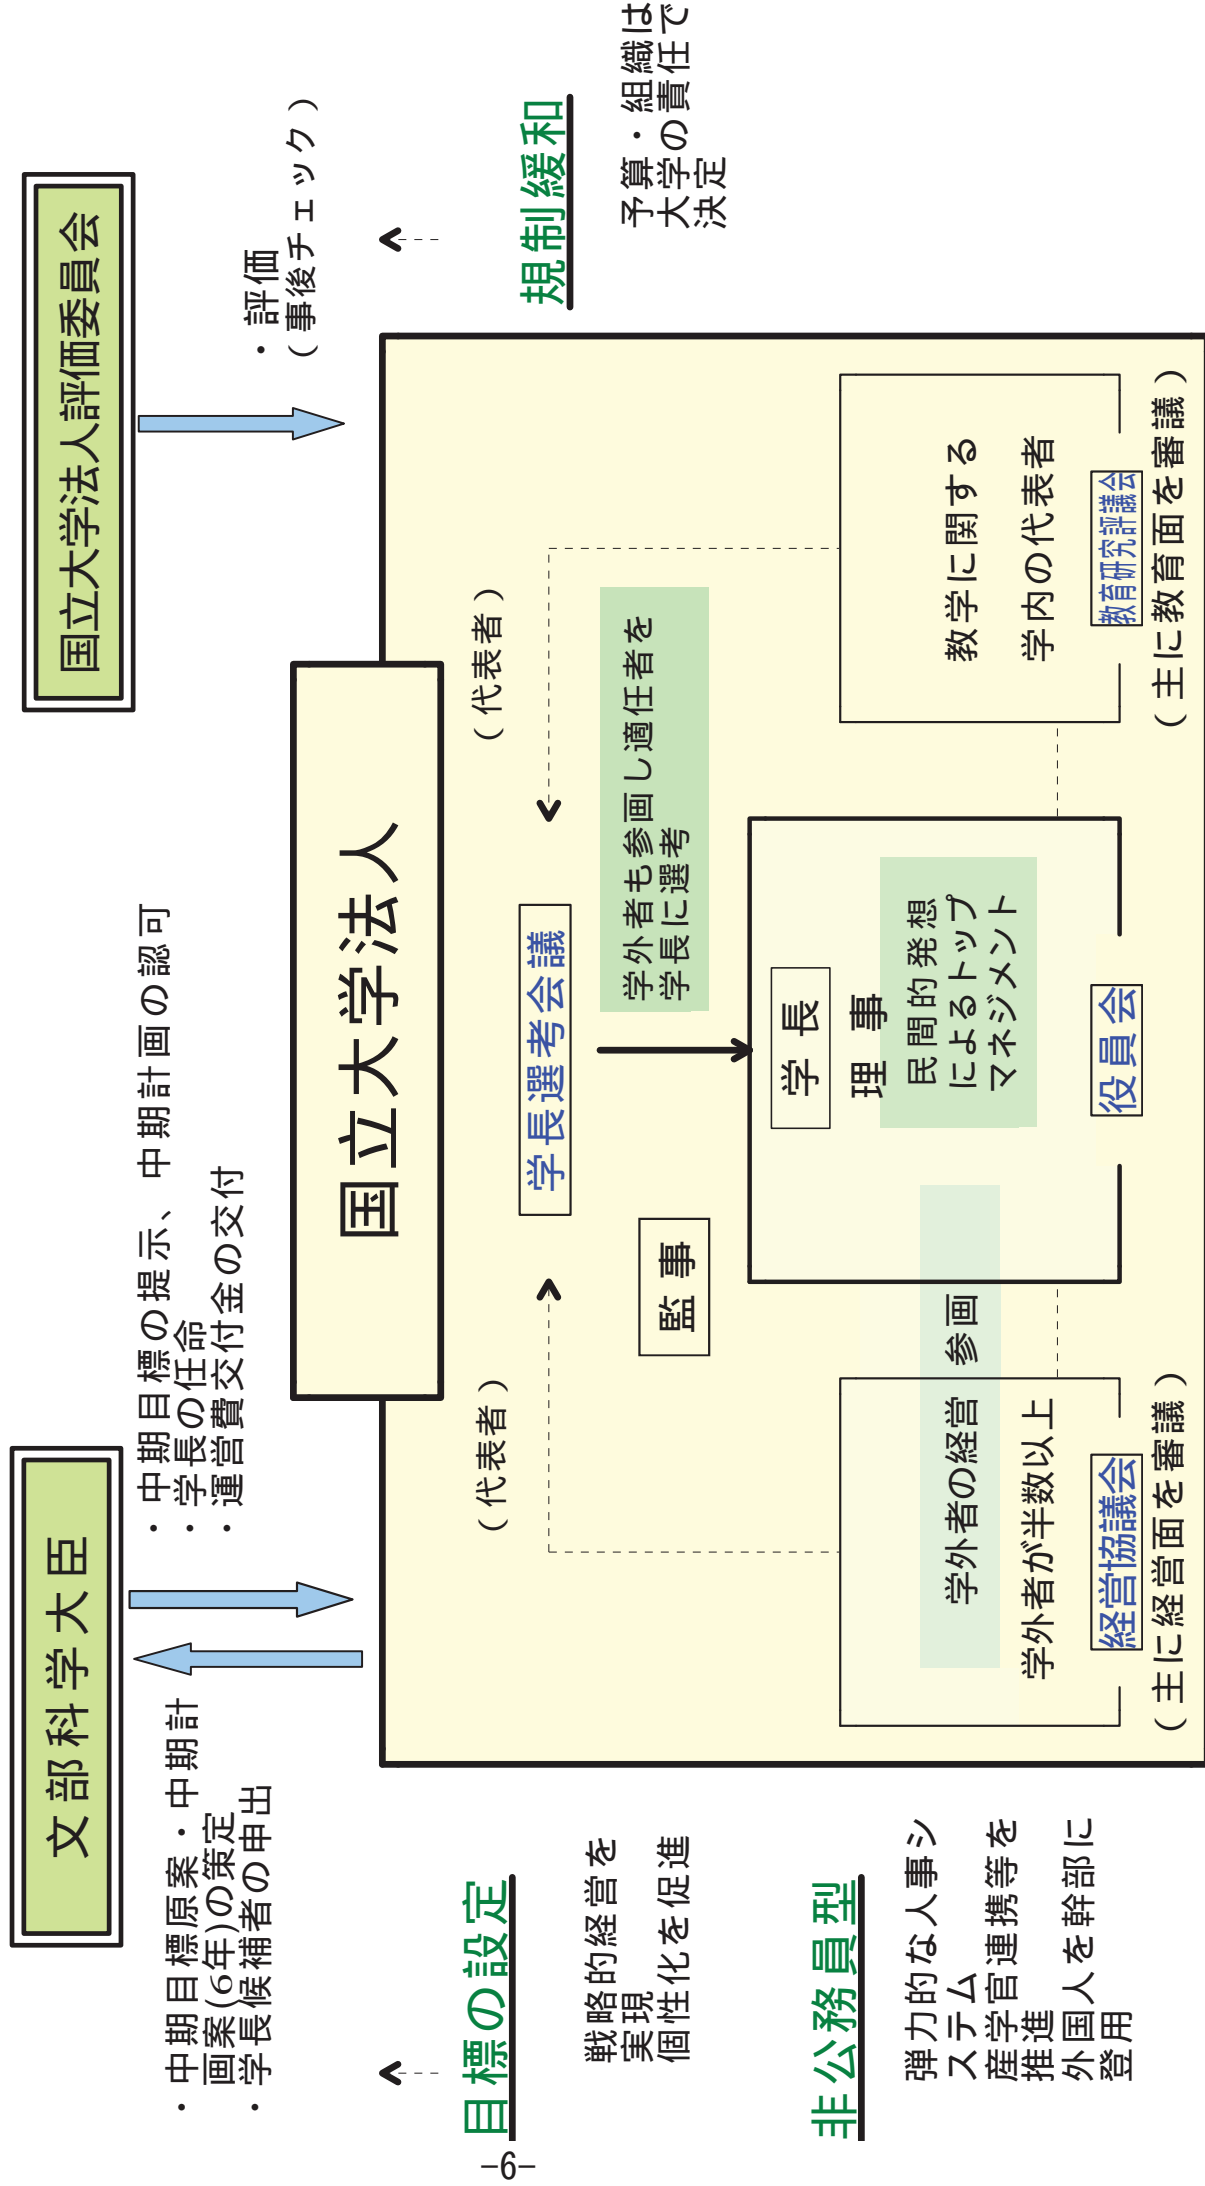 文部科学大臣
国立大学法人評価委員会
・中期目標原案・中期計
画案(6年)の策定
・学長候補者の申出
・中期目標の提示、中期計画の認可
・学長の任命
・運営費交付金の交付
・評価
(事後チェック)
国立大学法人
目標の設定
戦略的経営を
実現
個性化を促進
非公務員型
弾力的な人事シ
ステム
産学官連携等を
推進
外国人を幹部に
登用
規制緩和
予算・組織は
大学の責任で
決定
(代表者)
学長選考会議
(代表者)
学外者も参画し適任者を
学長に選考
監事
学長
理事
民間的発想
によるトップ
マネジメント
役員会
学外者の経営 参画
学外者が半数以上
経営協議会
(主に経営面を審議)
教学に関する
学内の代表者
教育研究評議会
(主に教育面を審議)
-6-